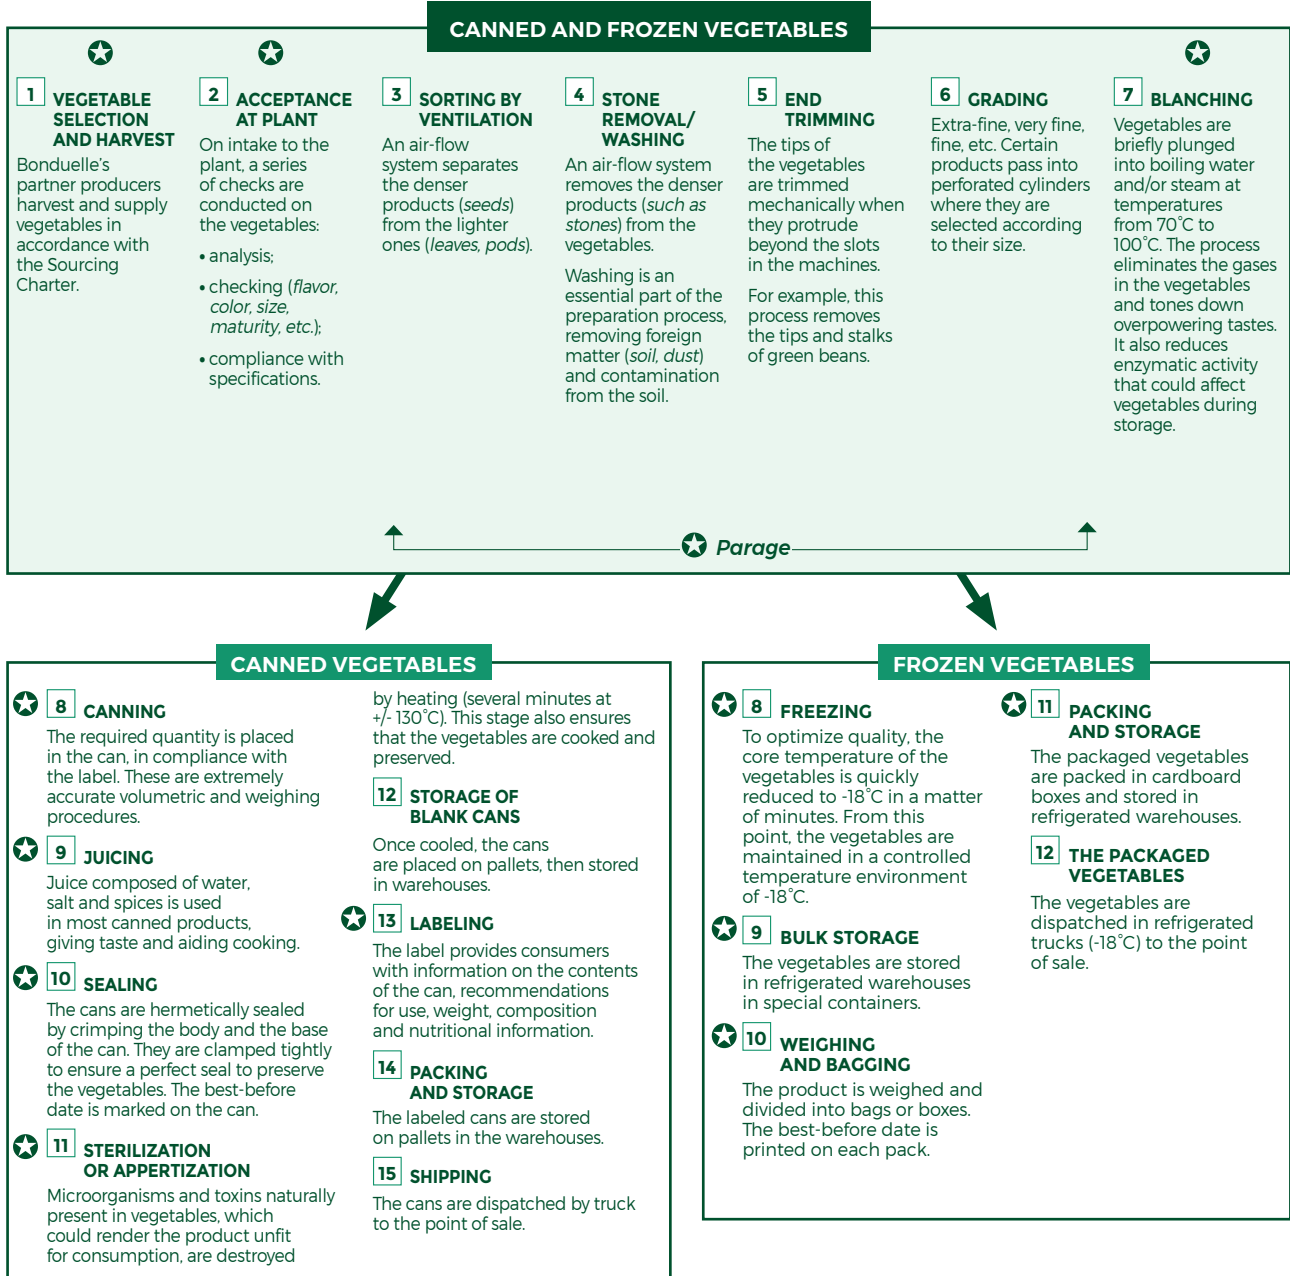 CANNED AND FROZEN VEGETABLES
1 VEGETABLE
SELECTION
AND HARVEST
Bonduelle's
partner producers
harvest and supply
vegetables in
accordance with
the Sourcing
Charter.
2 ACCEPTANCE
AT PLANT
On intake to the
plant, a series
of checks are
conducted on
the vegetables:
• analysis;
• checking (flavor,
color, size,
maturity, etc.);
• compliance with
specifications.
3 SORTING BY
VENTILATION
An air-flow
system separates
the denser
products (seeds)
from the lighter
ones (leaves, pods).
4 STONE
REMOVAL/
WASHING
An air-flow system
removes the denser
products (such as
stones) from the
vegetables.
Washing is an
essential part of the
preparation process,
removing foreign
matter (soil, dust)
and contamination
from the soil.
5 END
TRIMMING
The tips of
the vegetables
are trimmed
mechanically when
they protrude
beyond the slots
in the machines.
For example, this
process removes
the tips and stalks
of green beans.
6 GRADING
Extra-fine, very fine,
fine, etc. Certain
products pass into
perforated cylinders
where they are
selected according
to their size.
7 BLANCHING
Vegetables are
briefly plunged
into boiling water
and/or steam at
temperatures
from 70°C to
100°C. The process
eliminates the gases
in the vegetables
and tones down
overpowering tastes.
It also reduces
enzymatic activity
that could affect
vegetables during
storage.
Parage
CANNED VEGETABLES
8 CANNING
The required quantity is placed
in the can, in compliance with
the label. These are extremely
accurate volumetric and weighing
procedures.
9 JUICING
Juice composed of water,
salt and spices is used
in most canned products,
giving taste and aiding cooking.
10 SEALING
The cans are hermetically sealed
by crimping the body and the base
of the can. They are clamped tightly
to ensure a perfect seal to preserve
the vegetables. The best-before
date is marked on the can.
11 STERILIZATION
OR APPERTIZATION
Microorganisms and toxins naturally
present in vegetables, which
could render the product unfit
for consumption, are destroyed
by heating (several minutes at
+/- 130°C). This stage also ensures
that the vegetables are cooked and
preserved.
12 STORAGE OF
BLANK CANS
Once cooled, the cans
are placed on pallets, then stored
in warehouses.
13 LABELING
The label provides consumers
with information on the contents
of the can, recommendations
for use, weight, composition
and nutritional information.
14 PACKING
AND STORAGE
The labeled cans are stored
on pallets in the warehouses.
15 SHIPPING
The cans are dispatched by truck
to the point of sale.
FROZEN VEGETABLES
8 FREEZING
To optimize quality, the
core temperature of the
vegetables is quickly
reduced to -18°C in a matter
of minutes. From this
point, the vegetables are
maintained in a controlled
temperature environment
of -18°C.
9 BULK STORAGE
The vegetables are stored
in refrigerated warehouses
in special containers.
10 WEIGHING
AND BAGGING
The product is weighed and
divided into bags or boxes.
The best-before date is
printed on each pack.
11 PACKING
AND STORAGE
The packaged vegetables
are packed in cardboard
boxes and stored in
refrigerated warehouses.
12 THE PACKAGED
VEGETABLES
The vegetables are
dispatched in refrigerated
trucks (-18°C) to the point
of sale.